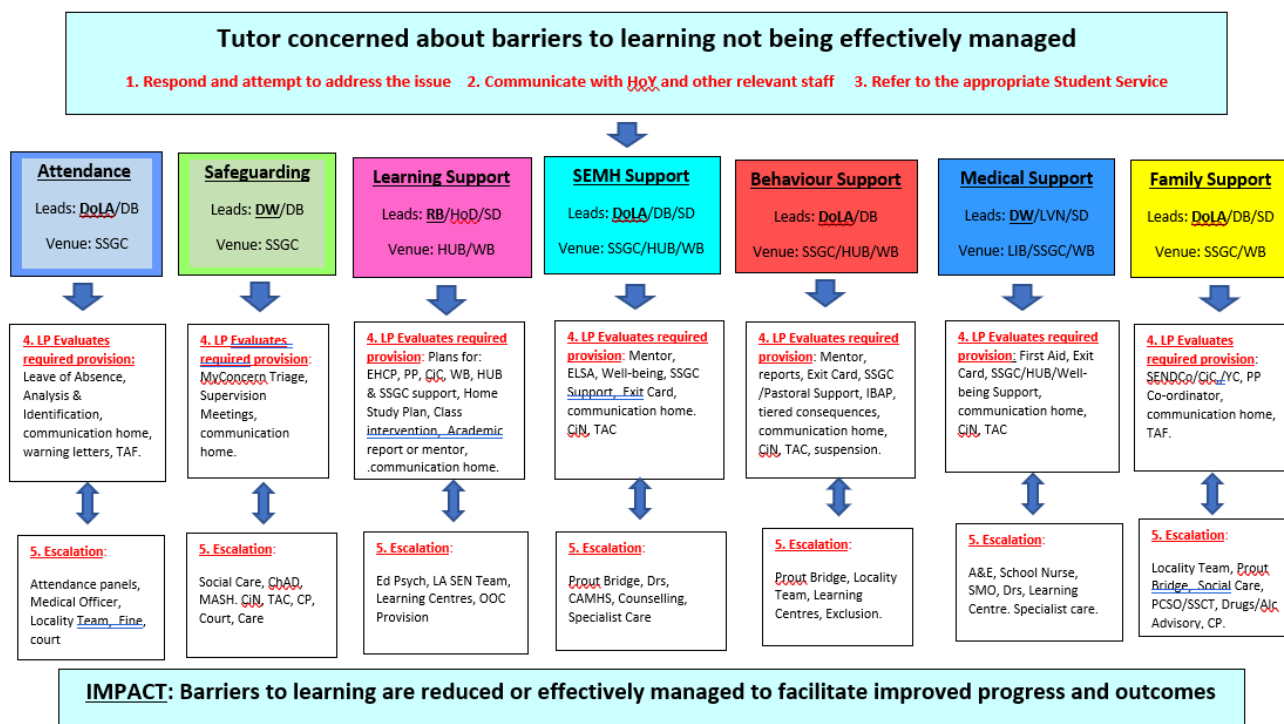 Tutor concerned about barriers to learning not being effectively managed
1. Respond and attempt to address the issue 2. Communicate with HoY and other relevant staff 3. Refer to the appropriate Student Service
Attendance
Leads: DoLA/DB
Venue: SSGC
Safeguarding
Leads: DW/DB
Venue: SSGC
Learning Support
Leads: RB/HoD/SD
Venue: HUB/WB
SEMH Support
Leads: DoLA/DB/SD
Venue: SSGC/HUB/WB
Behaviour Support
Leads: DoLA/DB
Venue: SSGC/HUB/WB
Medical Support
Leads: DW/LVN/SD
Venue: LIB/SSGC/WB
Family Support
Leads: DoLA/DB/SD
Venue: SSGC/WB
4. LP Evaluates
required provision:
Leave of Absence,
Analysis &
Identification,
communication home,
warning letters, TAF.
4. LP Evaluates
required provision:
MyConcern Triage,
Supervision
Meetings,
communication
home.
4. LP Evaluates required
provision: Plans for:
EHCP, PP, CiC, WB, HUB
& SSGC support, Home
Study Plan, Class
intervention, Academic
report or mentor,
.communication home.
4. LP Evaluates required
provision: Mentor,
ELSA, Well-being, SSGC
Support, Exit Card,
communication home.
CiN, TAC
4. LP Evaluates required
provision: Mentor,
reports, Exit Card, SSGC
/Pastoral Support, IBAP,
tiered consequences,
communication home,
CiN, TAC, suspension.
4. LP Evaluates required
provision: First Aid, Exit
Card, SSGC/HUB/Well-
being Support,
communication home,
CiN, TAC
4. LP Evaluates
required provision:
SENDCo/CiC/YC, PP
Co-ordinator,
communication home,
TAF.
5. Escalation:
Attendance panels,
Medical Officer,
Locality Team, Fine,
court
5. Escalation:
Social Care, ChAD,
MASH. CiN, TAC, CP,
Court, Care
5. Escalation:
Ed Psych, LA SEN Team,
Learning Centres, OOC
Provision
5. Escalation:
Prout Bridge, Drs,
CAMHS, Counselling,
Specialist Care
5. Escalation:
Prout Bridge, Locality
Team, Learning
Centres, Exclusion.
5. Escalation:
A&E, School Nurse,
SMO, Drs, Learning
Centre. Specialist care.
5. Escalation:
Locality Team, Prout
Bridge, Social Care,
PCSO/SSCT, Drugs/Alc
Advisory, CP.
IMPACT: Barriers to learning are reduced or effectively managed to facilitate improved progress and outcomes